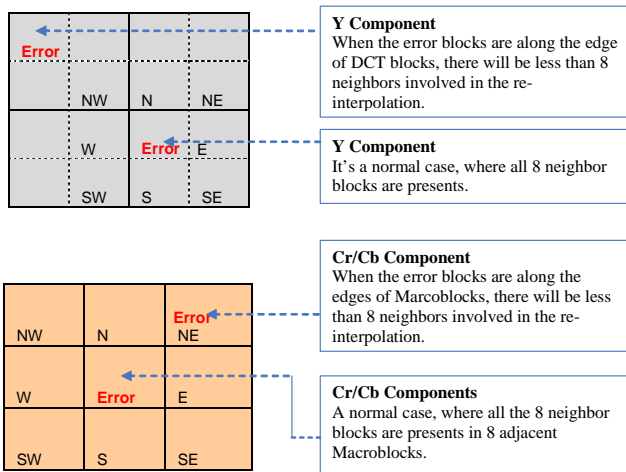 Error
NW N NE
W Error E
SW S SE
Y Component
When the error blocks are along the edge
of DCT blocks, there will be less than 8
neighbors involved in the re-
interpolation.
Y Component
It's a normal case, where all 8 neighbor
blocks are presents.
Error
NW N NE
W Error E
SW S SE
Cr/Cb Component
When the error blocks are along the
edges of Marcoblocks, there will be less
than 8 neighbors involved in the re-
interpolation.
Cr/Cb Components
A normal case, where all the 8 neighbor
blocks are presents in 8 adjacent
Macroblocks.